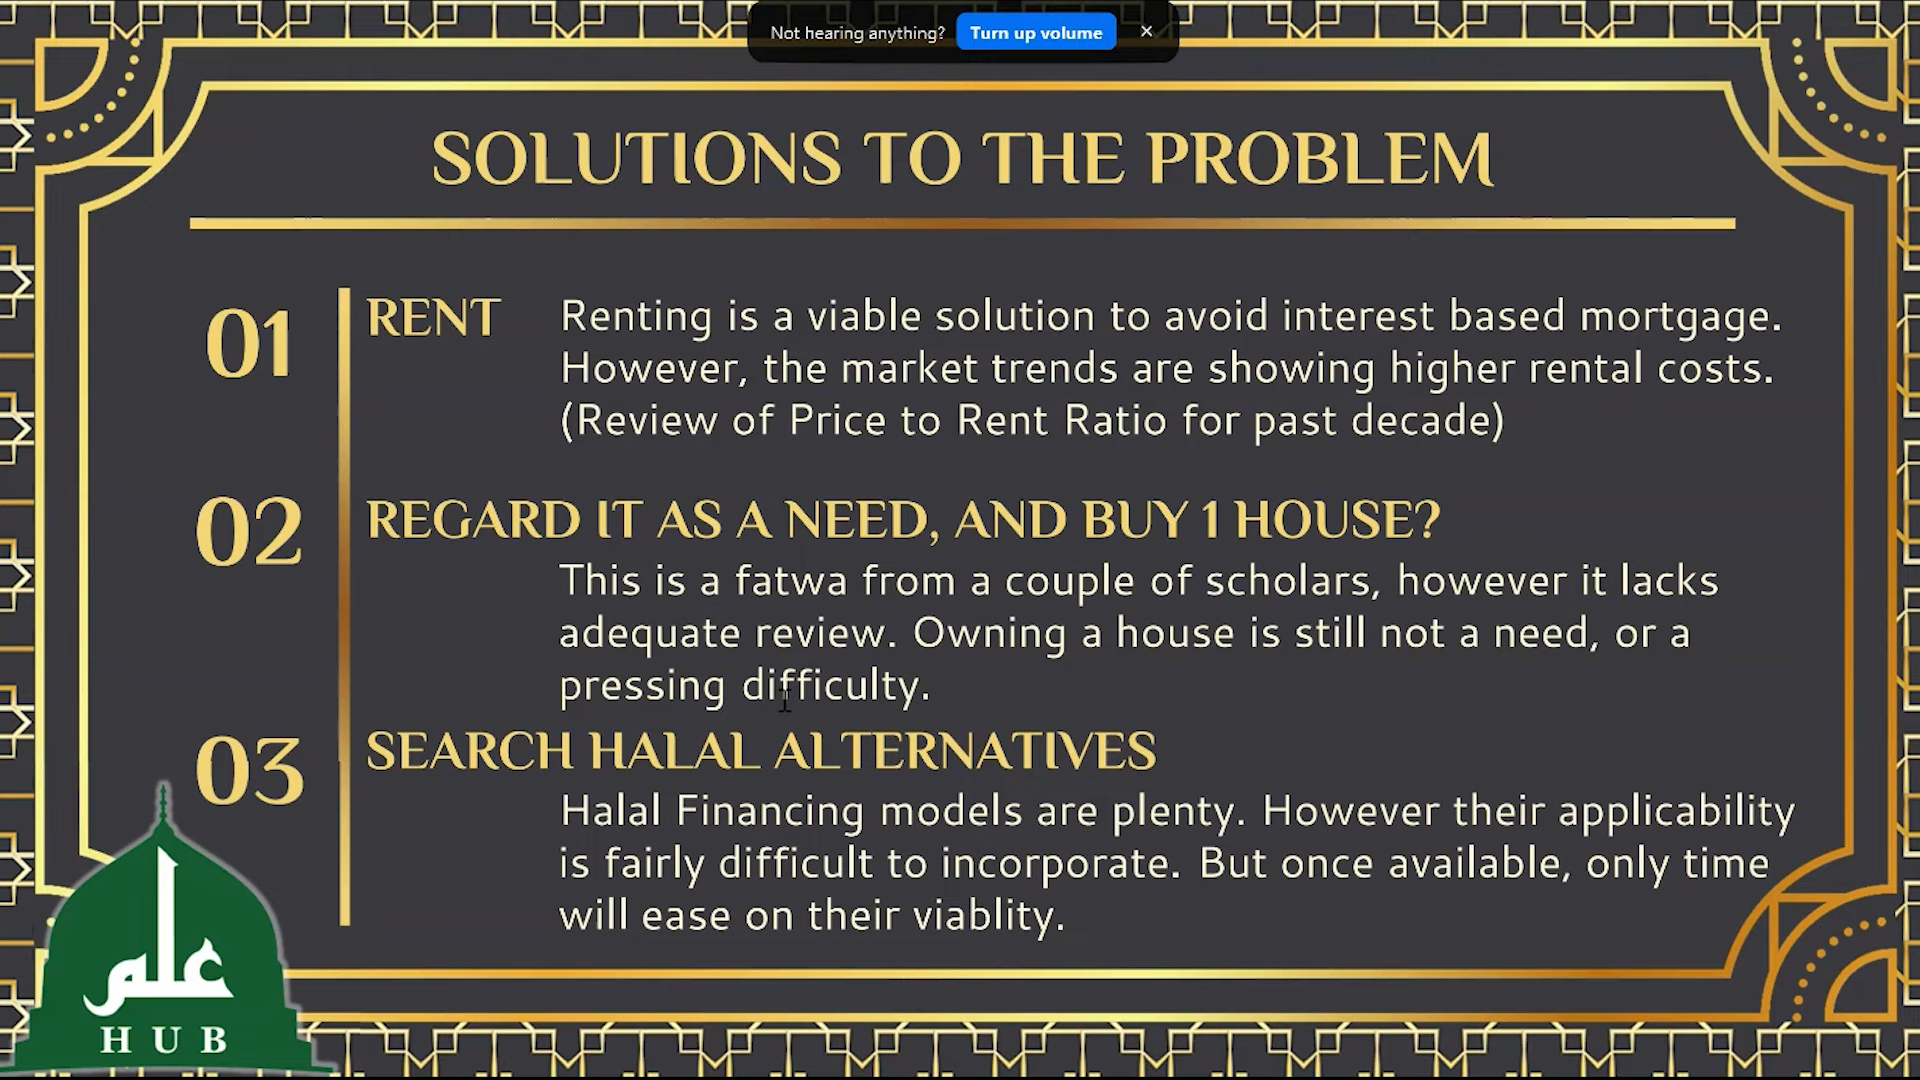 Not hearing anything? Turn up volume ×
SOLUTIONS TO THE PROBLEM
01
RENT
Renting is a viable solution to avoid interest based mortgage.
However, the market trends are showing higher rental costs.
(Review of Price to Rent Ratio for past decade)
02
REGARD IT AS A NEED, AND BUY 1 HOUSE?
This is a fatwa from a couple of scholars, however it lacks
adequate review. Owning a house is still not a need, or a
pressing difficulty.
03
SEARCH HALAL ALTERNATIVES
Halal Financing models are plenty. However their applicability
is fairly difficult to incorporate. But once available, only time
will ease on their viablity.
علم
HUB